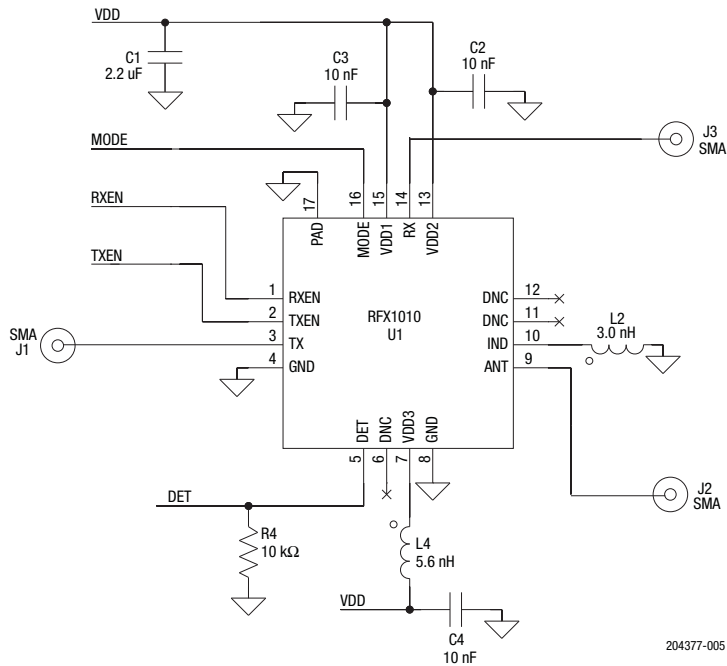 VDD
C1
2.2 uF
C3
10 nF
C2
10 nF
J3
SMA
MODE
RXEN
TXEN
17
16
15
14
13
PAD
MODE
VDD1
RX
VDD2
1
RXEN
2
TXEN
SMA
J1
3
TX
4
GND
RFX1010
U1
DNC
12
DNC
11
IND
10
ANT
9
L2
3.0 nH
DET
DNC
VDD3
GND
5
6
7
8
J2
SMA
DET
R4
10 kΩ
L4
5.6 nH
VDD
C4
10 nF
204377-005